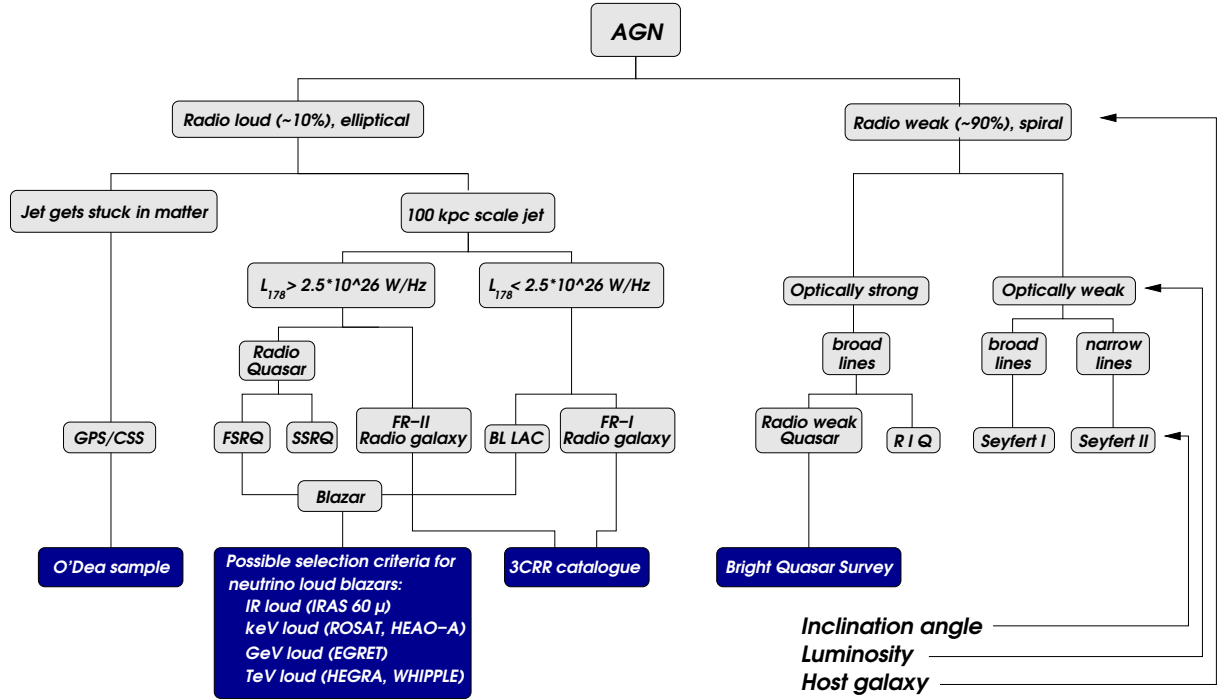 AGN
Radio loud (~10%), elliptical
Radio weak (~90%), spiral
Jet gets stuck in matter
100 kpc scale jet
L178> 2.5*10^26 W/Hz
L178< 2.5*10^26 W/Hz
Optically strong
Optically weak
Radio
Quasar
broad
lines
broad
lines
narrow
lines
GPS/CSS
FSRQ
SSRQ
FR−II
Radio galaxy
BL LAC
FR−I
Radio galaxy
Radio weak
Quasar
R I Q
Seyfert I
Seyfert II
Blazar
O'Dea sample
Possible selection criteria for
neutrino loud blazars:
IR loud (IRAS 60 µ)
keV loud (ROSAT, HEAO−A)
GeV loud (EGRET)
TeV loud (HEGRA, WHIPPLE)
3CRR catalogue
Bright Quasar Survey
Inclination angle
Luminosity
Host galaxy